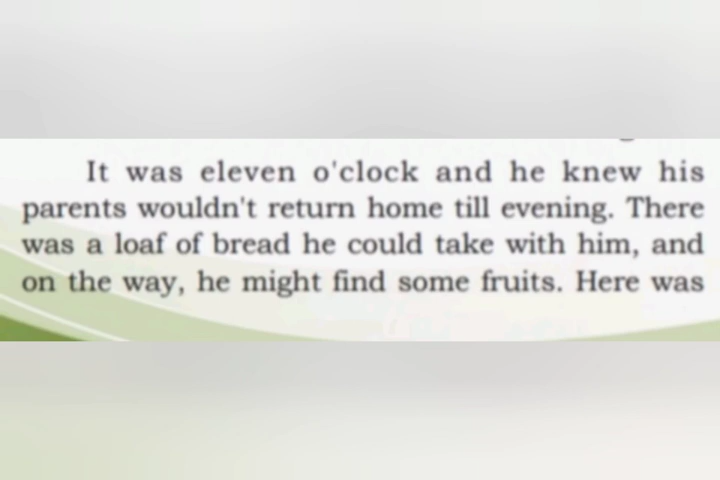 It was eleven o'clock and he knew his
parents wouldn't return home till evening. There
was a loaf of bread he could take with him, and
on the way, he might find some fruits. Here was